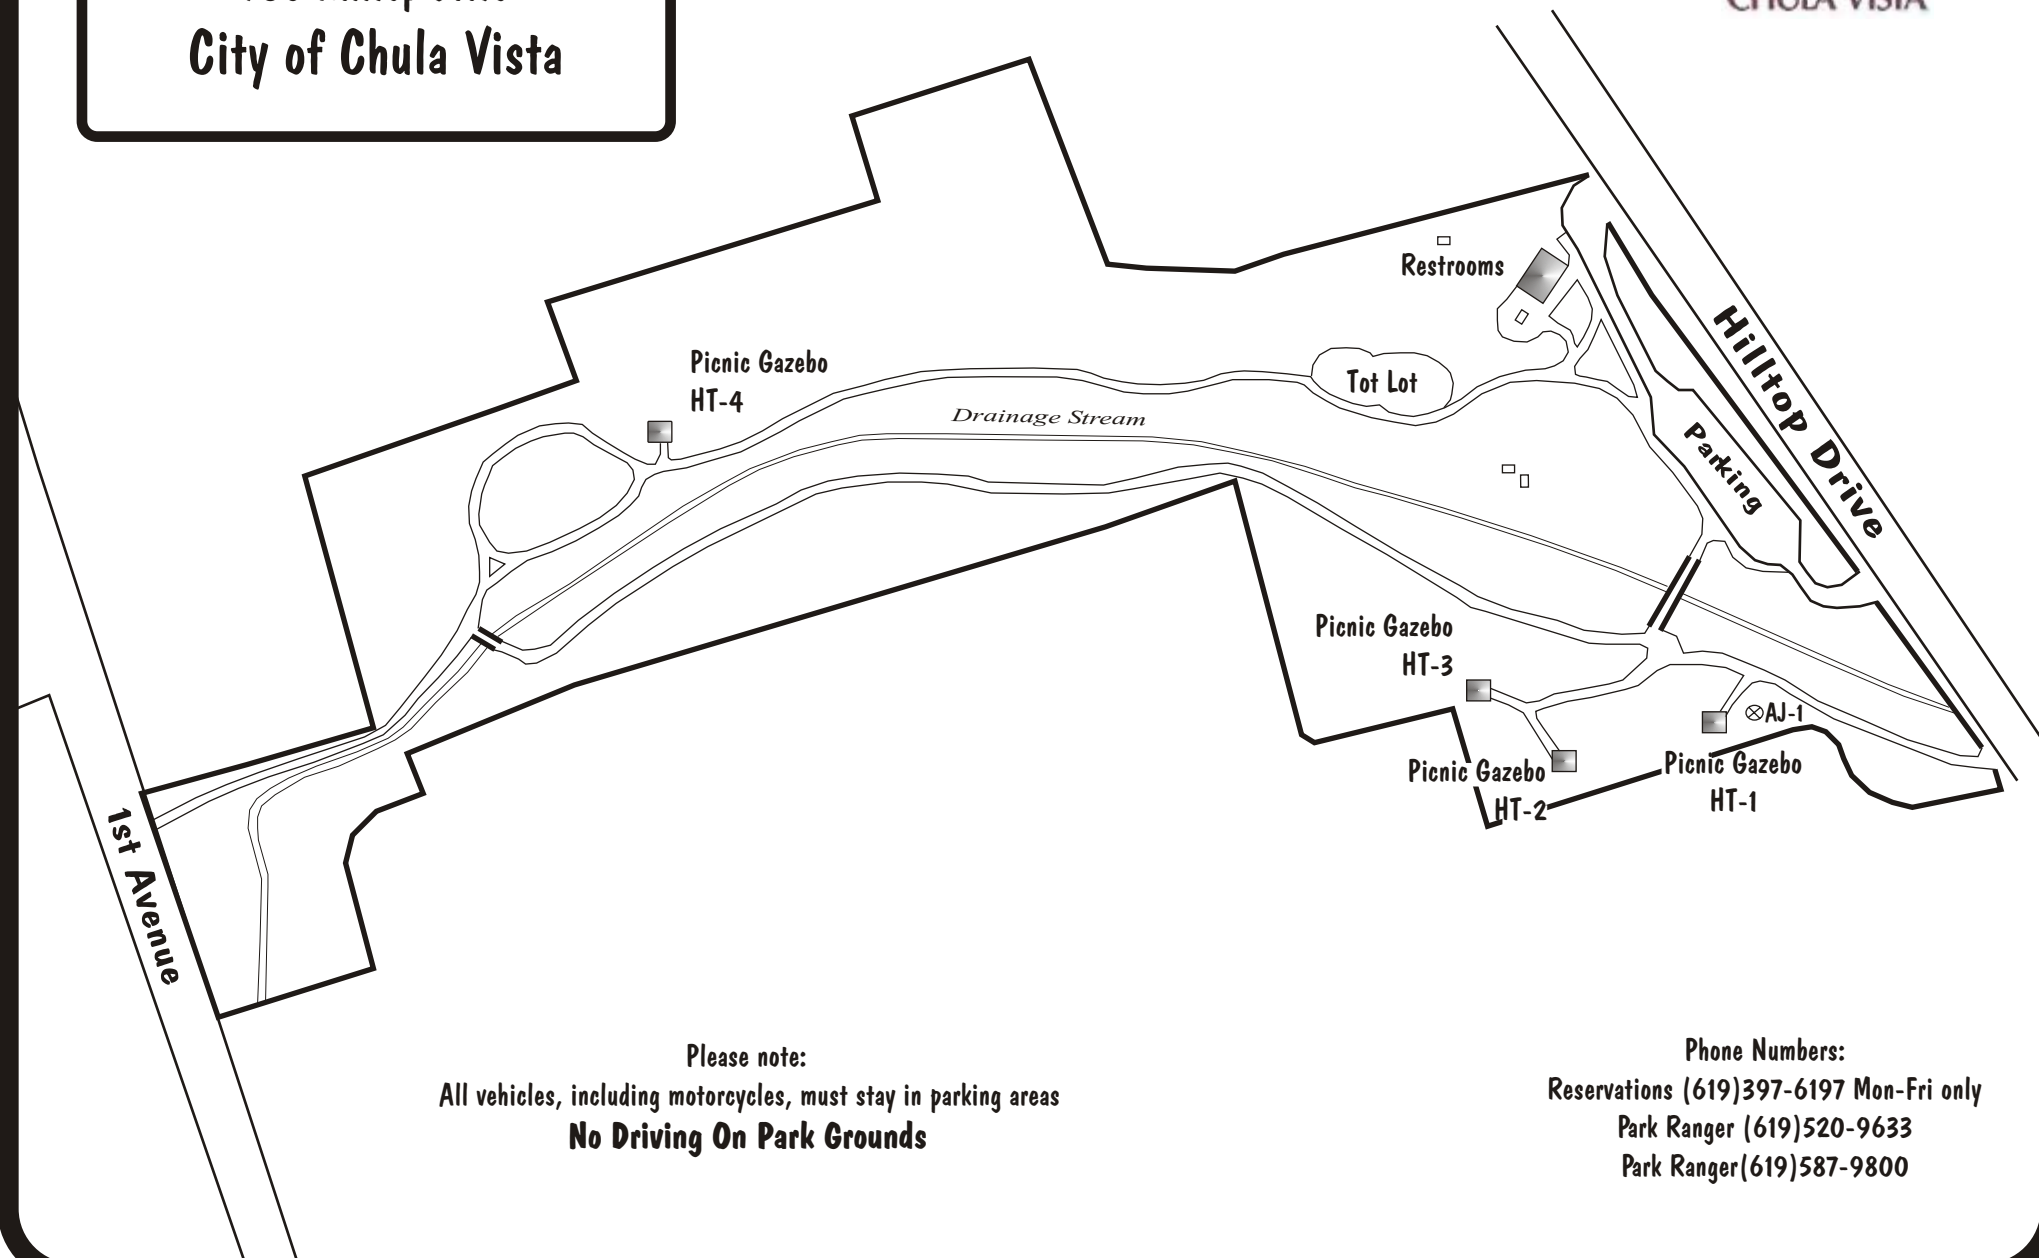 CHULA VISTA
City of Chula Vista
Restrooms
Hilltop Drive
Picnic Gazebo
HT-4
Tot Lot
Drainage Stream
Parking
Picnic Gazebo
HT-3
AJ-1
Picnic Gazebo
HT-2
Picnic Gazebo
HT-1
1st Avenue
Please note:
All vehicles, including motorcycles, must stay in parking areas
No Driving On Park Grounds
Phone Numbers:
Reservations (619)397-6197 Mon-Fri only
Park Ranger (619)520-9633
Park Ranger(619)587-9800